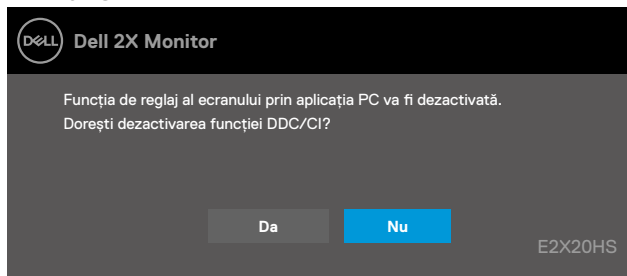 DELL Dell 2X Monitor
Funcția de reglaj al ecranului prin aplicația PC va fi dezactivată.
Dorești dezactivarea funcției DDC/CI?
Da Nu
E2X20HS